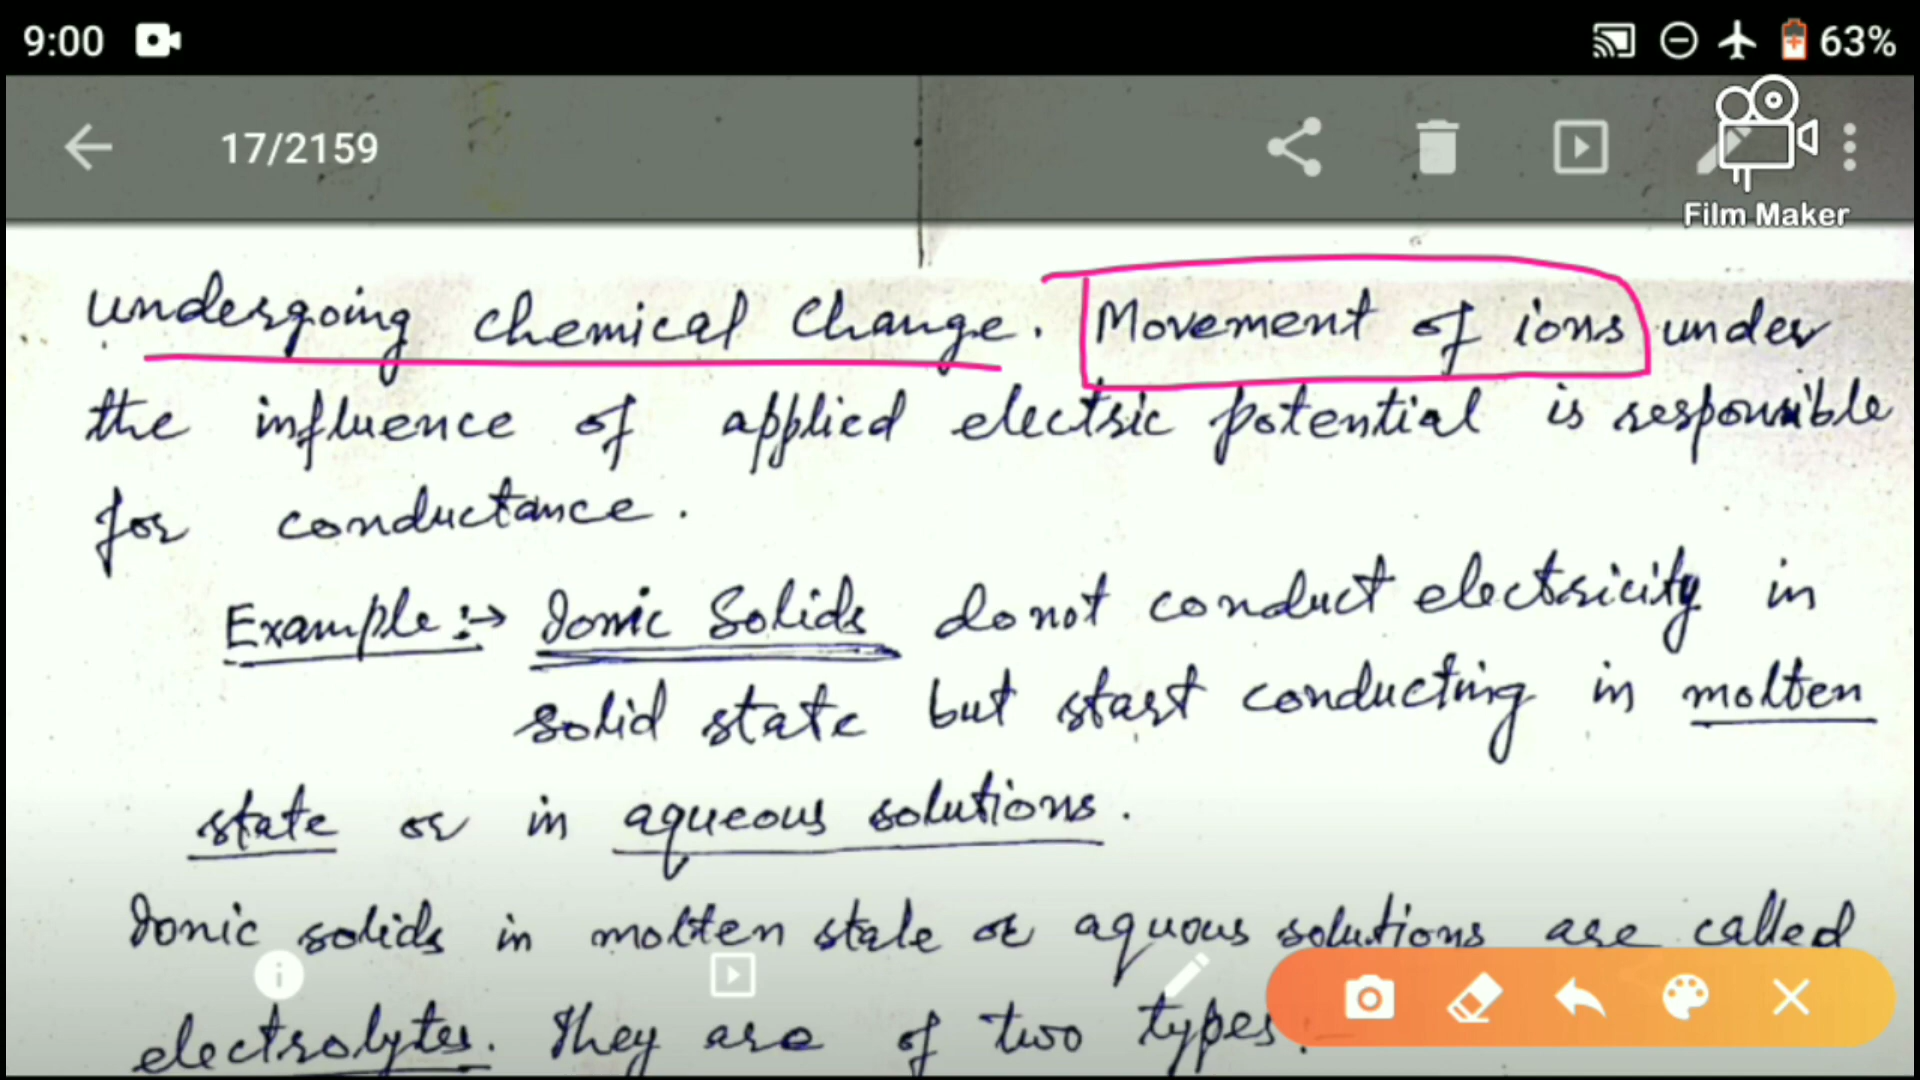 9:00 63%
17/2159
Film Maker
undergoing chemical change. Movement of ions under
the influence of applied electric potential is responsible
for conductance.
Example:→ Ionic Solids do not conduct electricity in
solid state but start conducting in molten
state or in aqueous solutions.
Ionic solids in molten state or aquous solutions are called
electrolytes. They are of two types:-